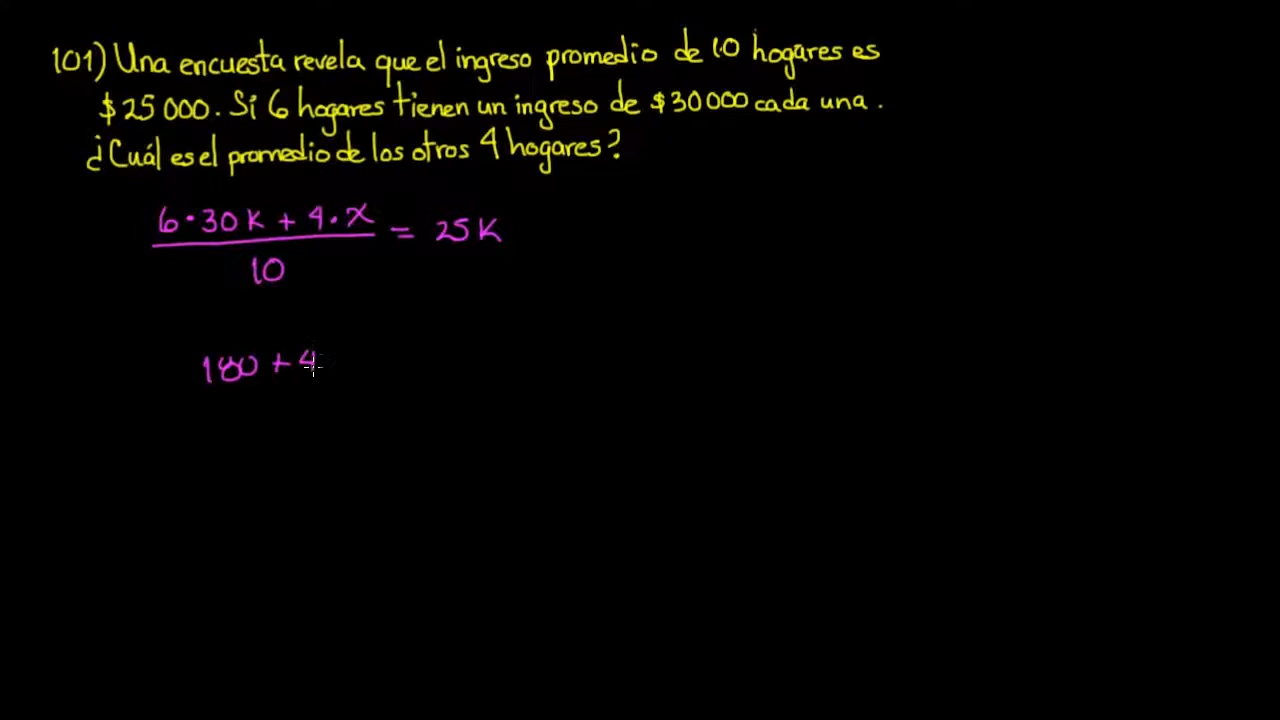 101) Una encuesta revela que el ingreso promedio de 10 hogares es
$25 000. Si 6 hogares tienen un ingreso de $30 000 cada una.
¿Cuál es el promedio de los otros 4 hogares?
6·30K + 4·x
= 25K
10
180 + 4